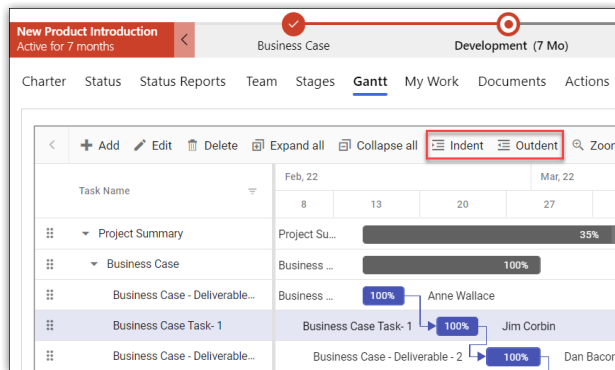 New Product Introduction
Active for 7 months
Business Case
Development (7 Mo)
Charter Status Status Reports Team Stages Gantt My Work Documents Actions
Add Edit Delete Expand all Collapse all Indent Outdent Zoom
Task Name
Feb, 22 Mar, 22
8 13 20 27
Project Summary Project Su... 35%
Business Case Business ... 100%
Business Case - Deliverable... Business ... 100% Anne Wallace
Business Case Task- 1 Business Case Task- 1 100% Jim Corbin
Business Case - Deliverable... Business Case - Deliverable - 2 100% Dan Bacon